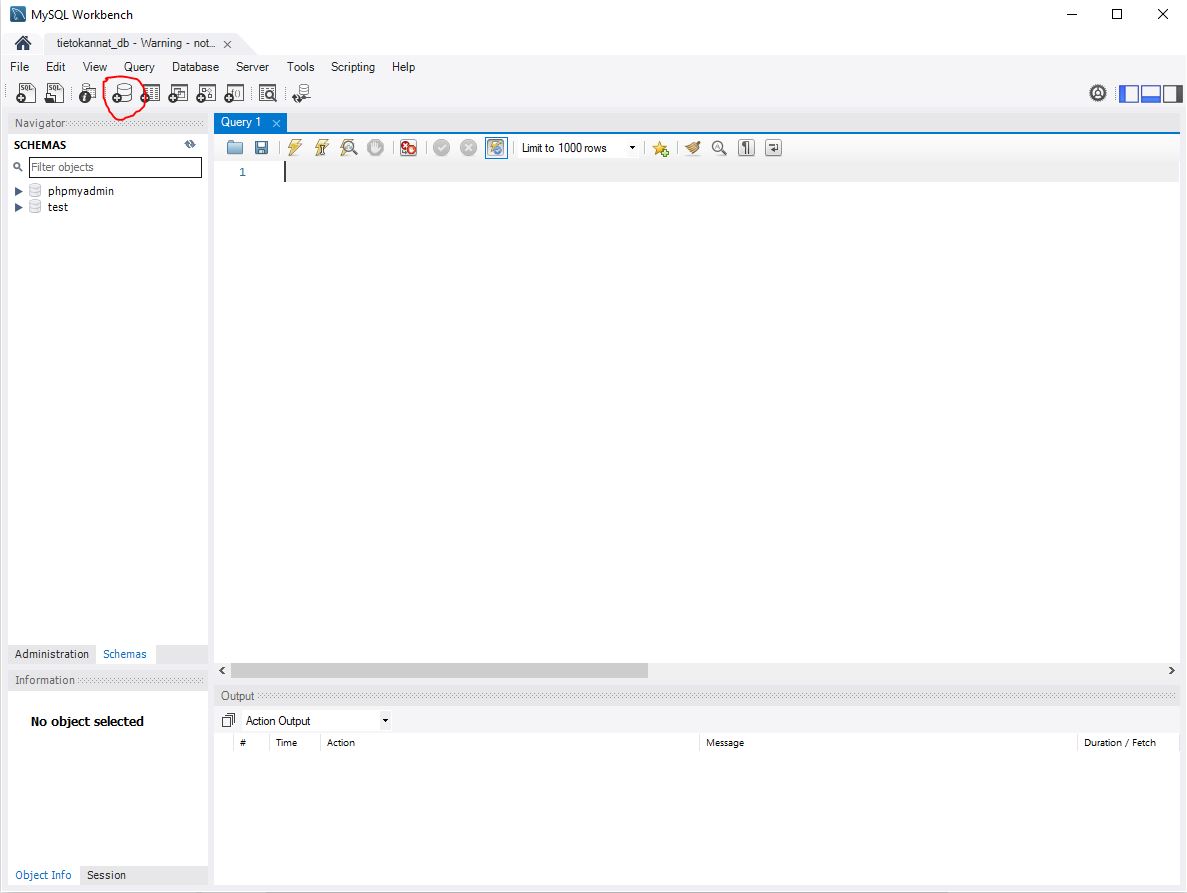 MySQL Workbench
tietokannat_db - Warning - not...
File Edit View Query Database Server Tools Scripting Help
Navigator
Query 1
SCHEMAS
Limit to 1000 rows
Filter objects
1
phpmyadmin
test
Administration Schemas
Information
Output
No object selected
Action Output
# Time Action Message Duration / Fetch
Object Info Session